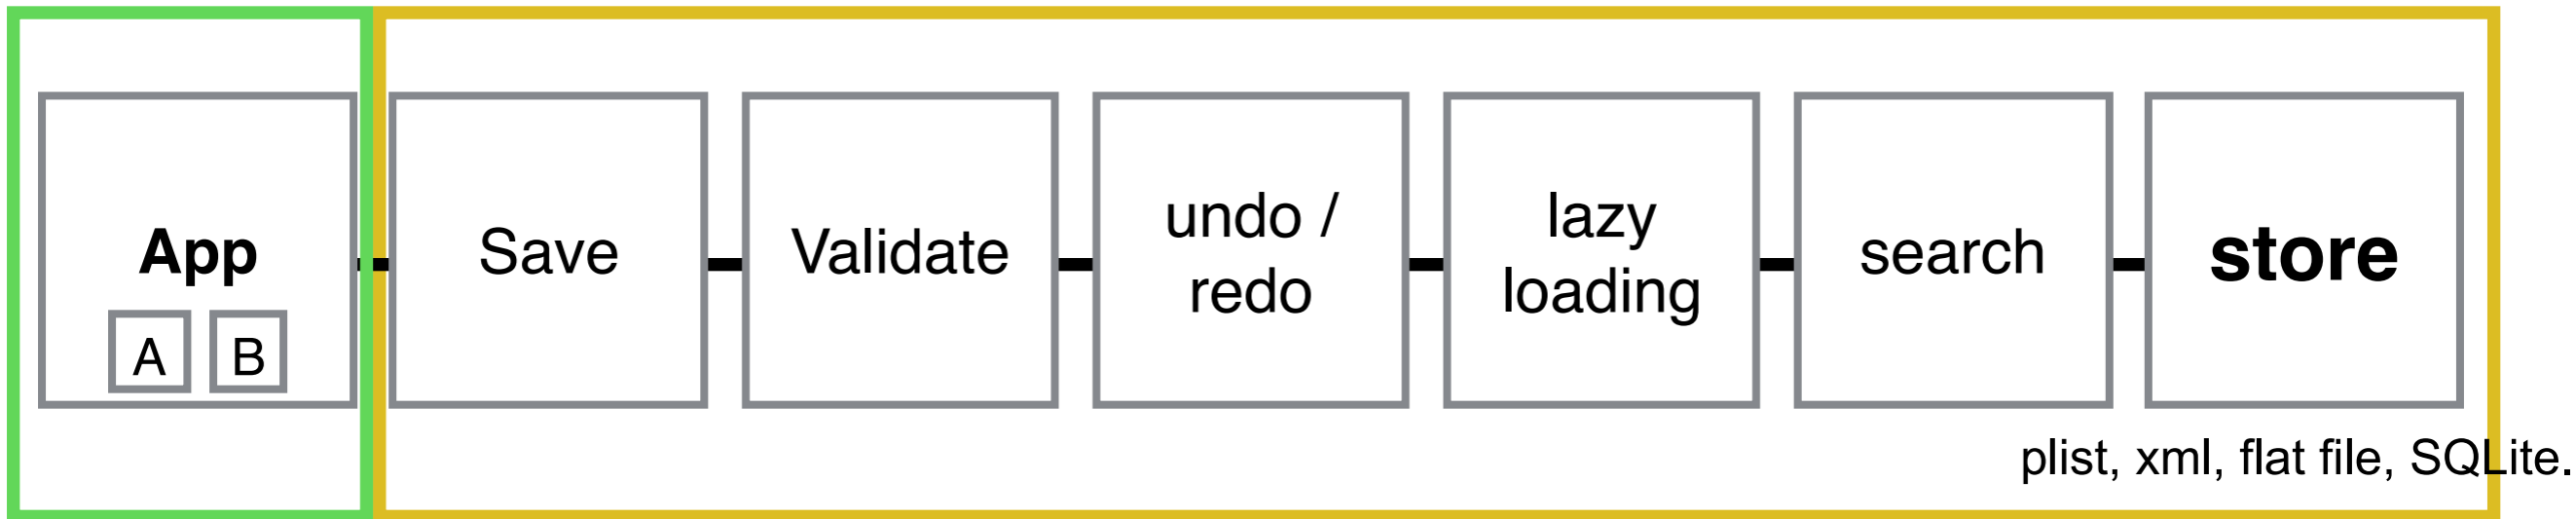 App
A
B
Save
Validate
undo /
redo
lazy
loading
search
store
plist, xml, flat file, SQLite.